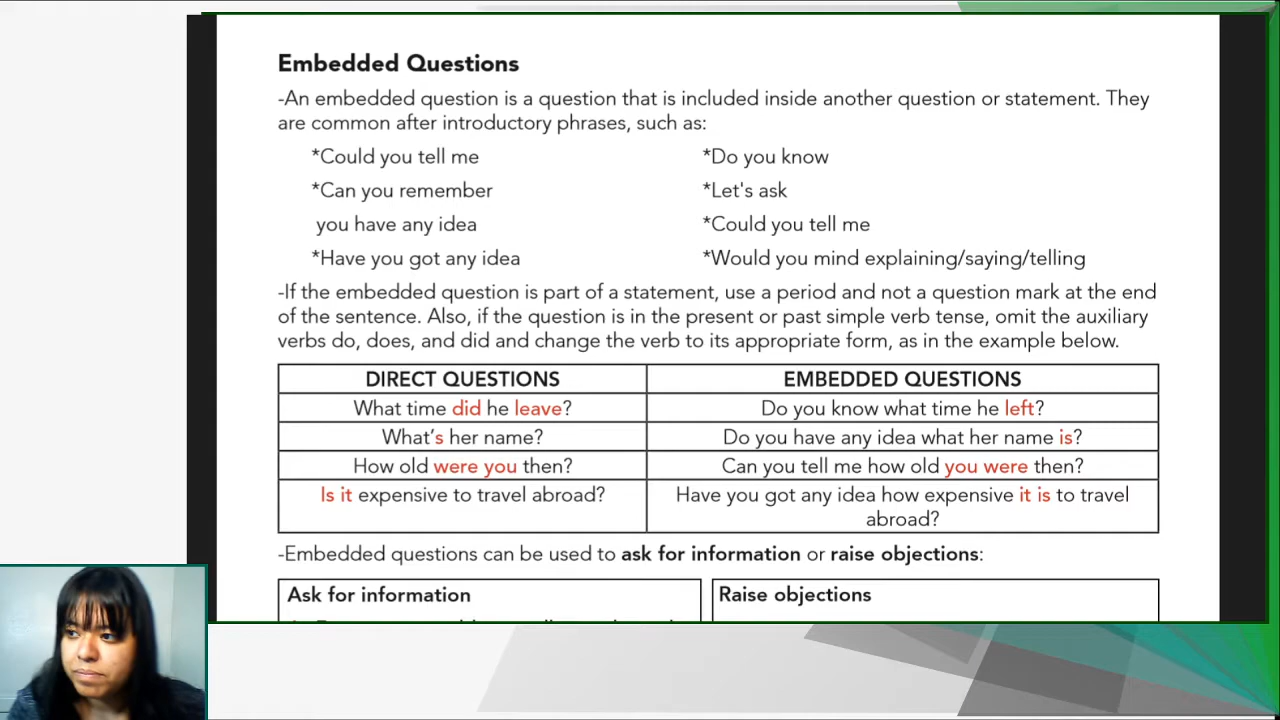 Embedded Questions
-An embedded question is a question that is included inside another question or statement. They
are common after introductory phrases, such as:
*Could you tell me
*Do you know
*Can you remember
*Let's ask
you have any idea
*Could you tell me
*Have you got any idea
*Would you mind explaining/saying/telling
-If the embedded question is part of a statement, use a period and not a question mark at the end
of the sentence. Also, if the question is in the present or past simple verb tense, omit the auxiliary
verbs do, does, and did and change the verb to its appropriate form, as in the example below.
DIRECT QUESTIONS
EMBEDDED QUESTIONS
What time did he leave?
Do you know what time he left?
What's her name?
Do you have any idea what her name is?
How old were you then?
Can you tell me how old you were then?
Is it expensive to travel abroad?
Have you got any idea how expensive it is to travel
abroad?
-Embedded questions can be used to ask for information or raise objections:
Ask for information
Raise objections